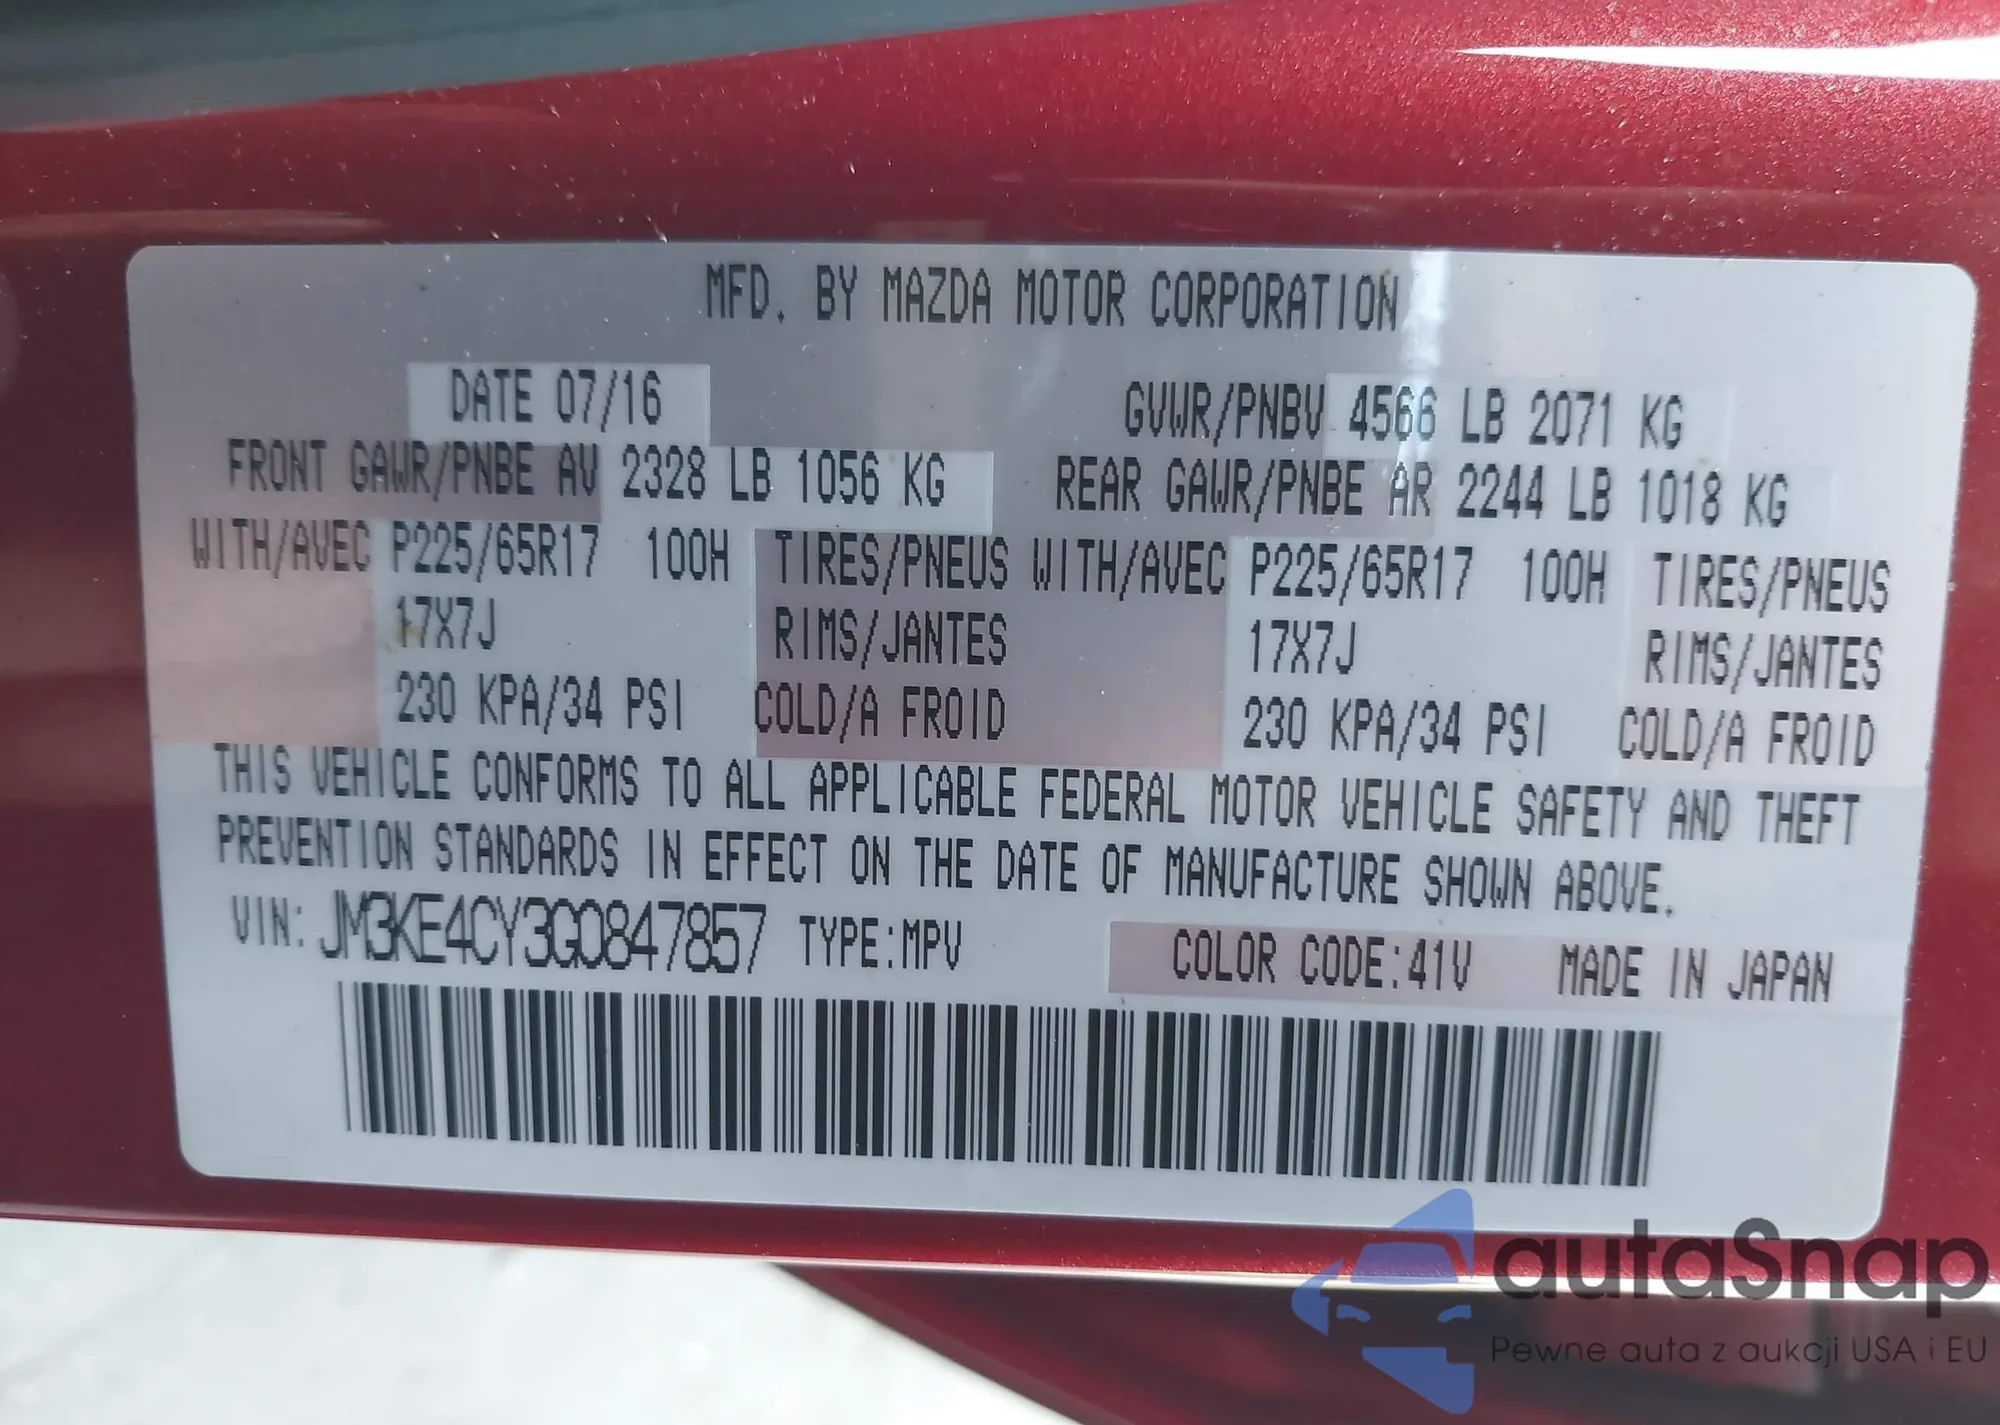 MFD. BY MAZDA MOTOR CORPORATION
DATE 07/16 GVWR/PNBV 4566 LB 2071 KG
FRONT GAWR/PNBE AV 2328 LB 1056 KG REAR GAWR/PNBE AR 2244 LB 1018 KG
WITH/AVEC P225/65R17 100H TIRES/PNEUS WITH/AVEC P225/65R17 100H TIRES/PNEUS
17X7J RIMS/JANTES 17X7J RIMS/JANTES
230 KPA/34 PSI COLD/A FROID 230 KPA/34 PSI COLD/A FROID
THIS VEHICLE CONFORMS TO ALL APPLICABLE FEDERAL MOTOR VEHICLE SAFETY AND THEFT
PREVENTION STANDARDS IN EFFECT ON THE DATE OF MANUFACTURE SHOWN ABOVE.
VIN: JM3KE4CY3G0847857 TYPE:MPV COLOR CODE:41V MADE IN JAPAN
autaSnap
Pewne auta z aukcji USA i EU